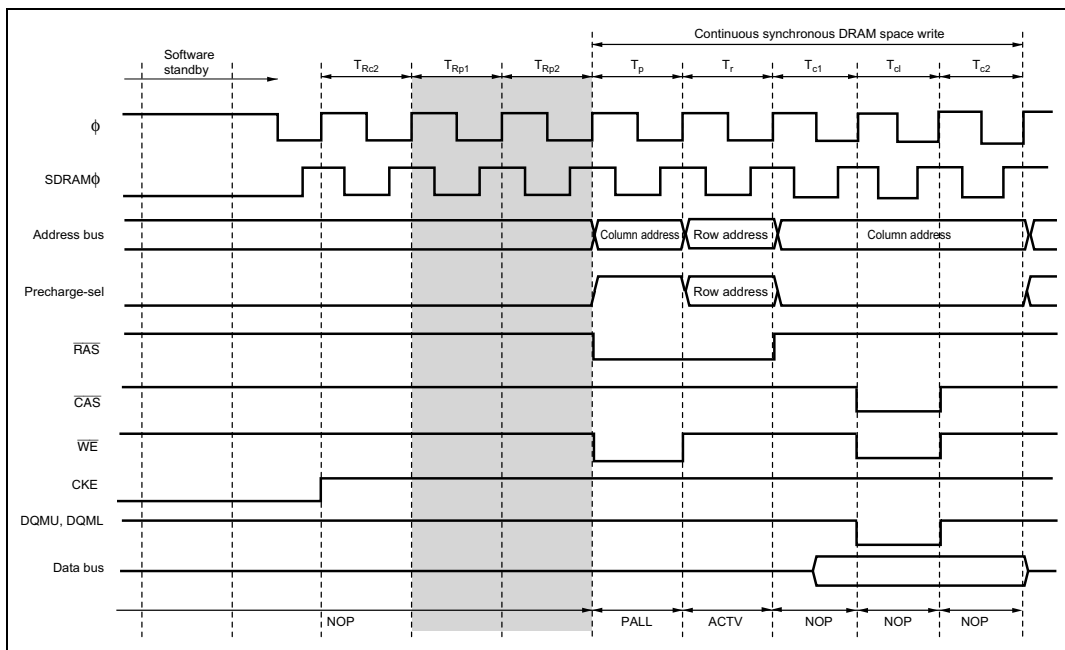 Continuous synchronous DRAM space write
Software
standby
TRc2 TRp1 TRp2 Tp Tr Tc1 Tcl Tc2
ϕ
SDRAMϕ
Address bus Column address Row address Column address
Precharge-sel Row address
RAS
CAS
WE
CKE
DQMU, DQML
Data bus
NOP PALL ACTV NOP NOP NOP